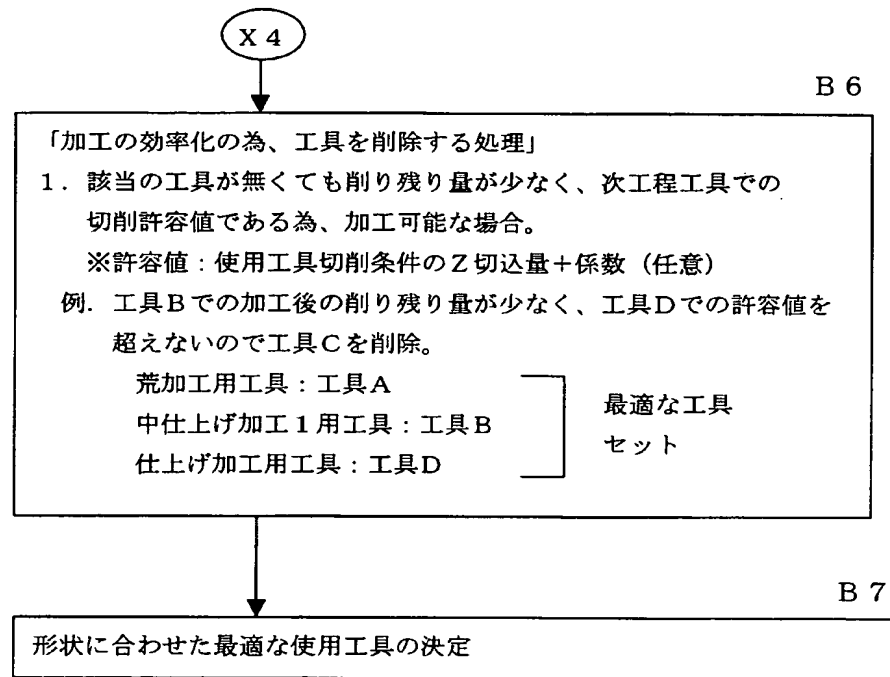 X4
B6
「加工の効率化の為、工具を削除する処理」
1．該当の工具が無くても削り残り量が少なく、次工程工具での
切削許容値である為、加工可能な場合。
※許容値：使用工具切削条件のZ切込量＋係数（任意）
例．工具Bでの加工後の削り残り量が少なく、工具Dでの許容値を
超えないので工具Cを削除。
荒加工用工具：工具A
中仕上げ加工1用工具：工具B
仕上げ加工用工具：工具D
最適な工具
セット
B7
形状に合わせた最適な使用工具の決定